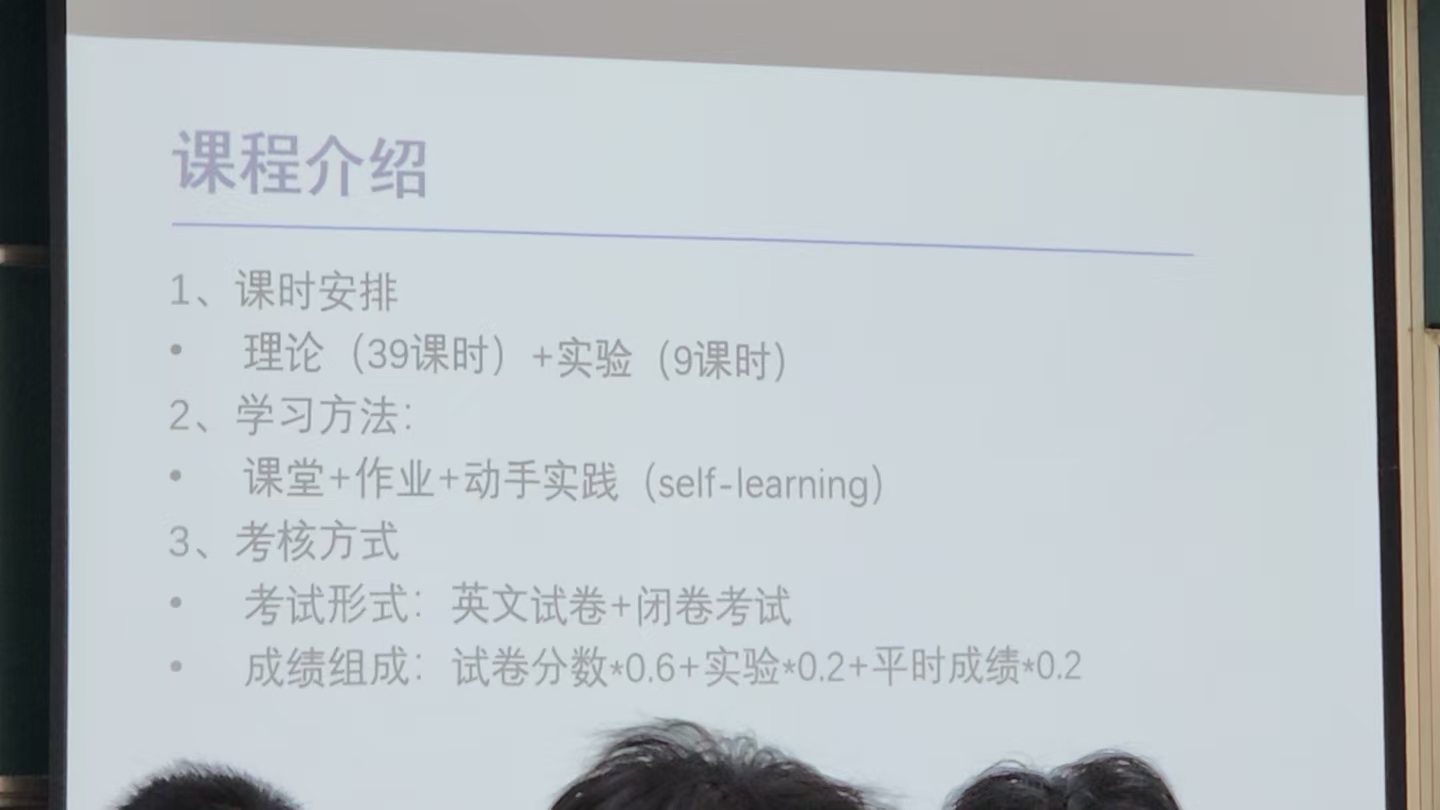 课程介绍
1、课时安排
• 理论（39课时）+实验（9课时）
2、学习方法：
• 课堂+作业+动手实践（self-learning）
3、考核方式
• 考试形式：英文试卷+闭卷考试
• 成绩组成：试卷分数*0.6+实验*0.2+平时成绩*0.2